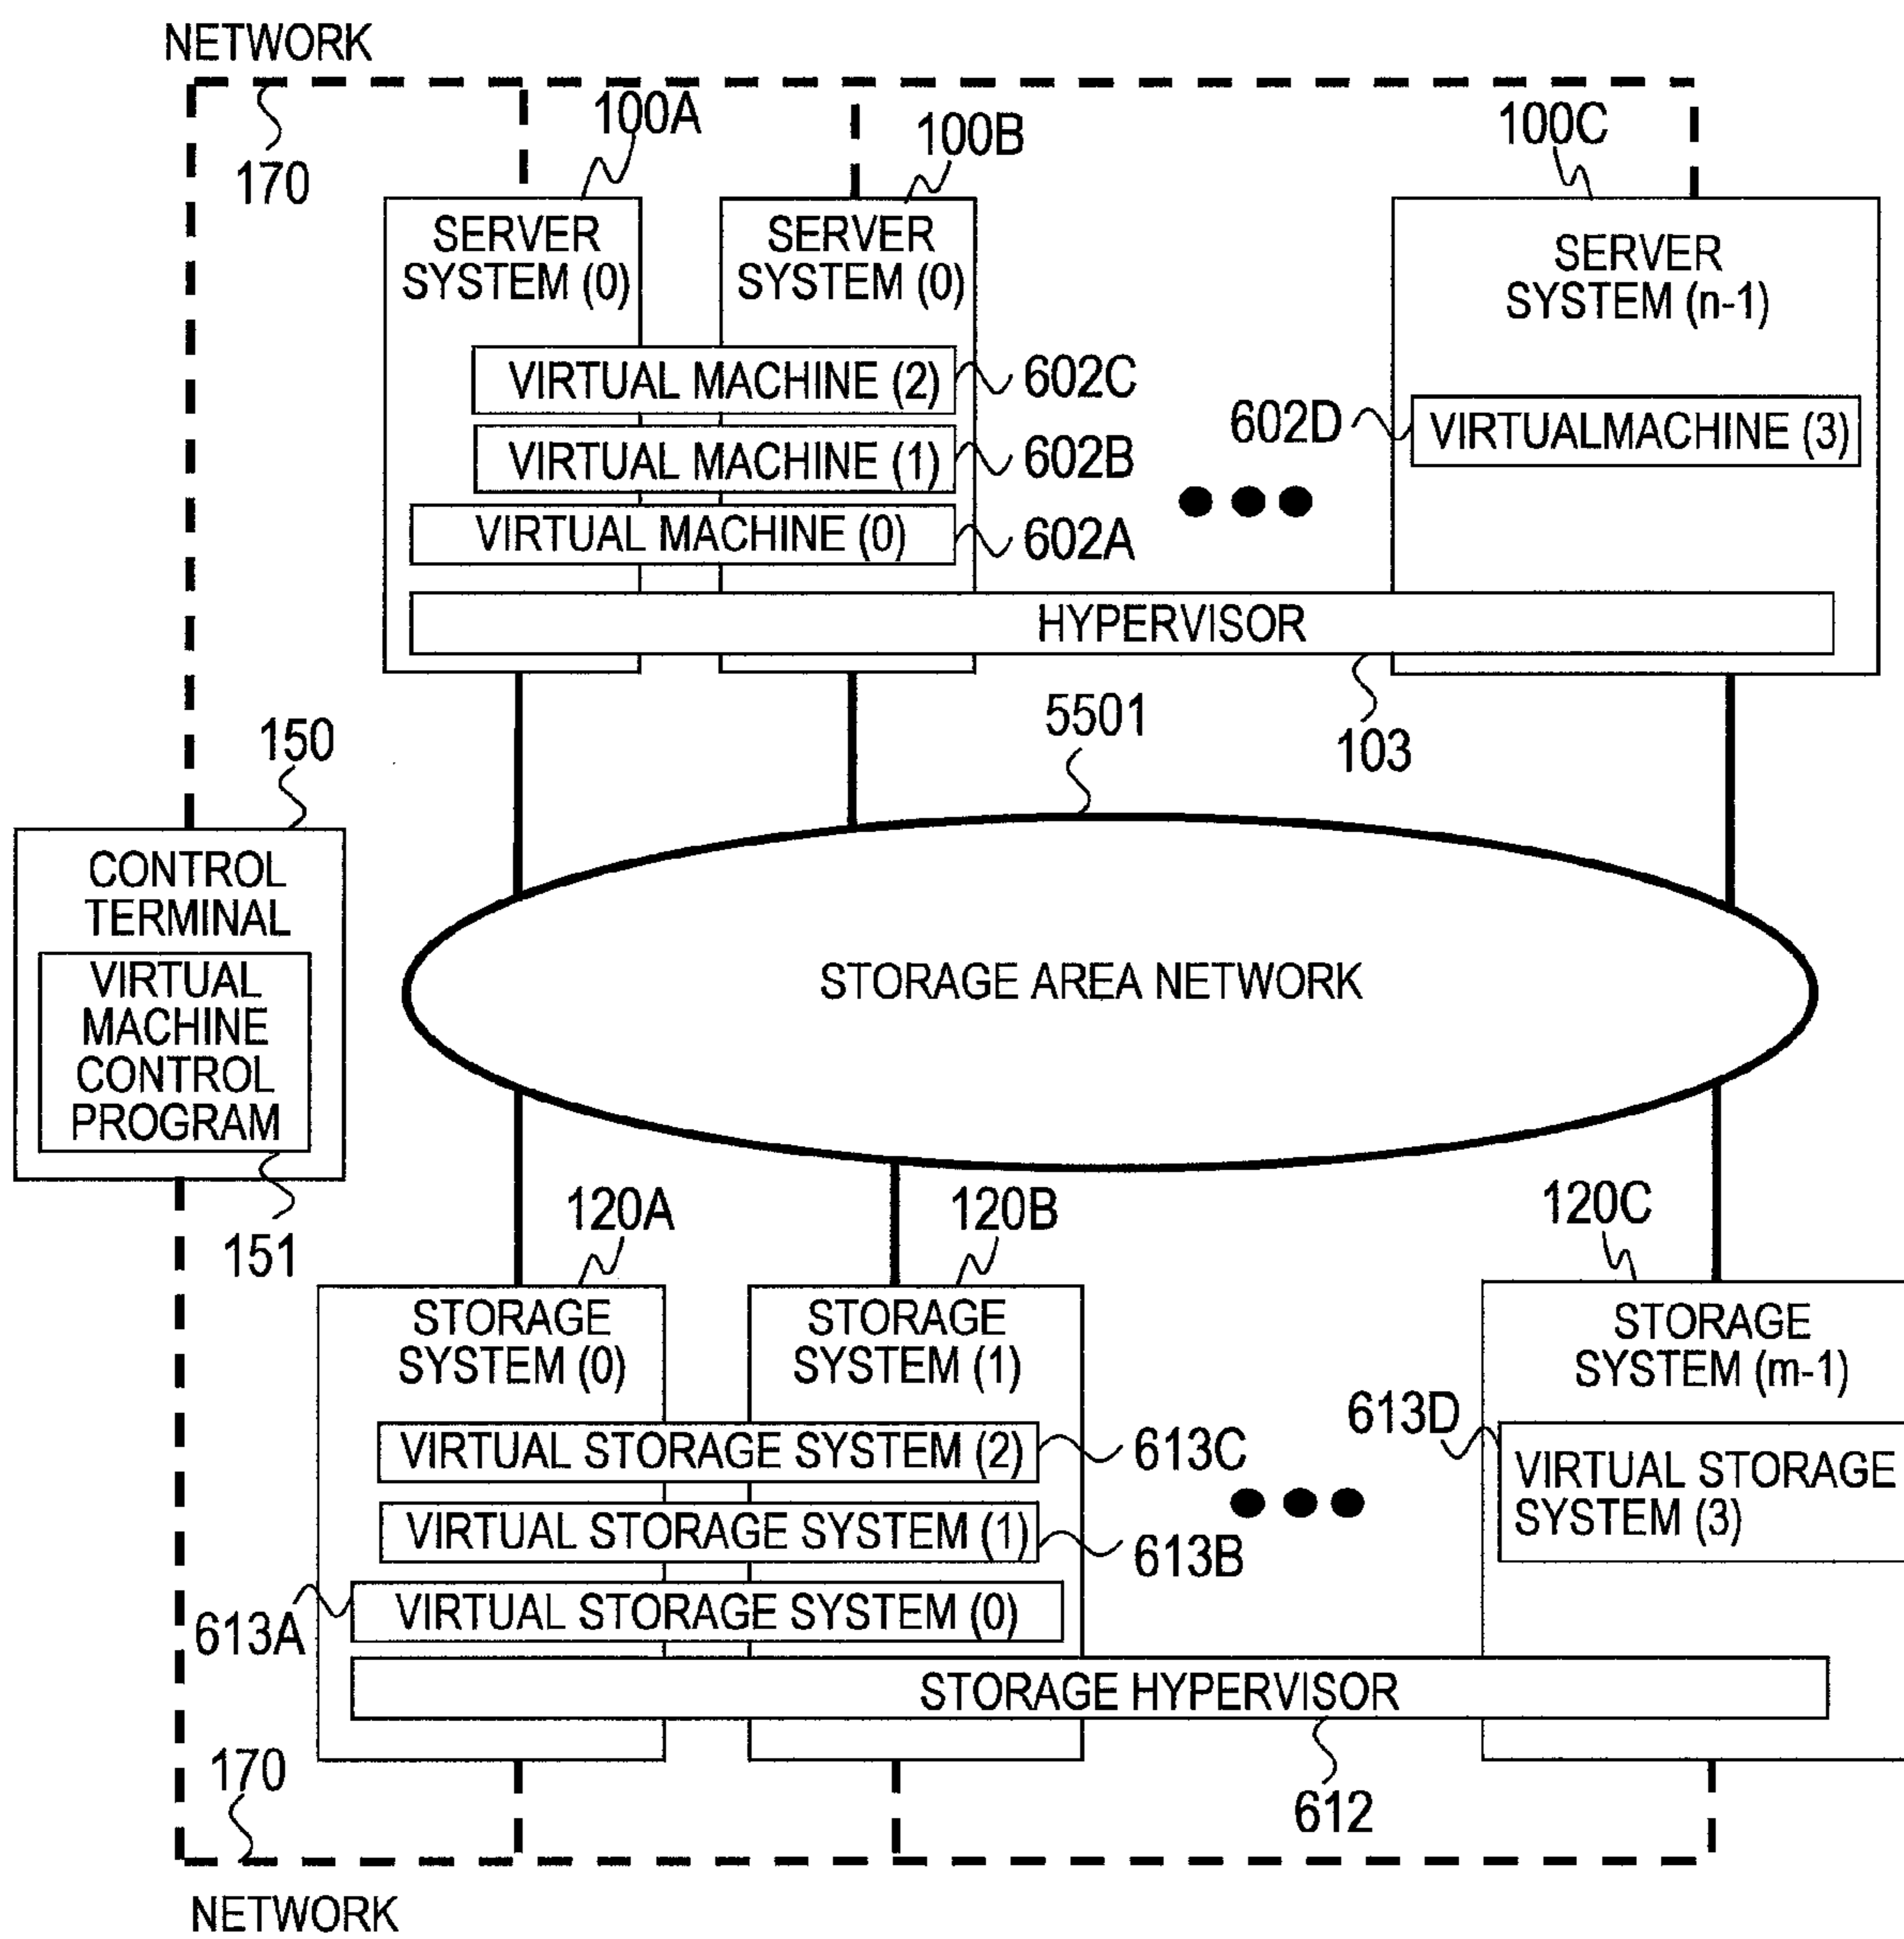 NETWORK
170
100A
100B
100C
SERVER
SYSTEM (0)
SERVER
SYSTEM (0)
SERVER
SYSTEM (n-1)
VIRTUAL MACHINE (2)
602C
VIRTUAL MACHINE (1)
602B
VIRTUAL MACHINE (0)
602A
602D
VIRTUALMACHINE (3)
HYPERVISOR
103
5501
150
CONTROL
TERMINAL
VIRTUAL
MACHINE
CONTROL
PROGRAM
151
STORAGE AREA NETWORK
120A
120B
120C
STORAGE
SYSTEM (0)
STORAGE
SYSTEM (1)
STORAGE
SYSTEM (m-1)
VIRTUAL STORAGE SYSTEM (2)
613C
VIRTUAL STORAGE SYSTEM (1)
613B
613A
VIRTUAL STORAGE SYSTEM (0)
613D
VIRTUAL STORAGE
SYSTEM (3)
STORAGE HYPERVISOR
612
170
NETWORK